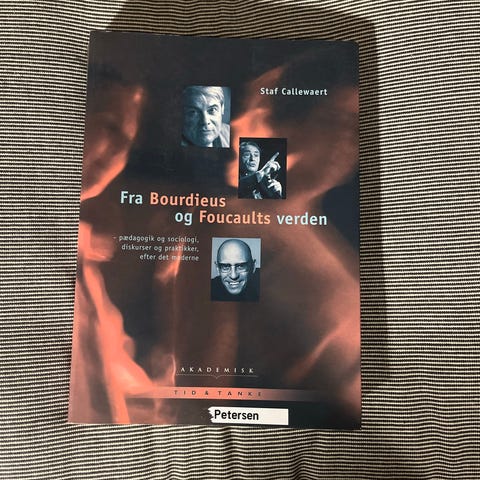 Staf Callewaert
Fra Bourdieus
og Foucaults verden
- pædagogik og sociologi,
diskurser og praktikker,
efter det moderne
AKADEMISK
TID & TANKE
Petersen